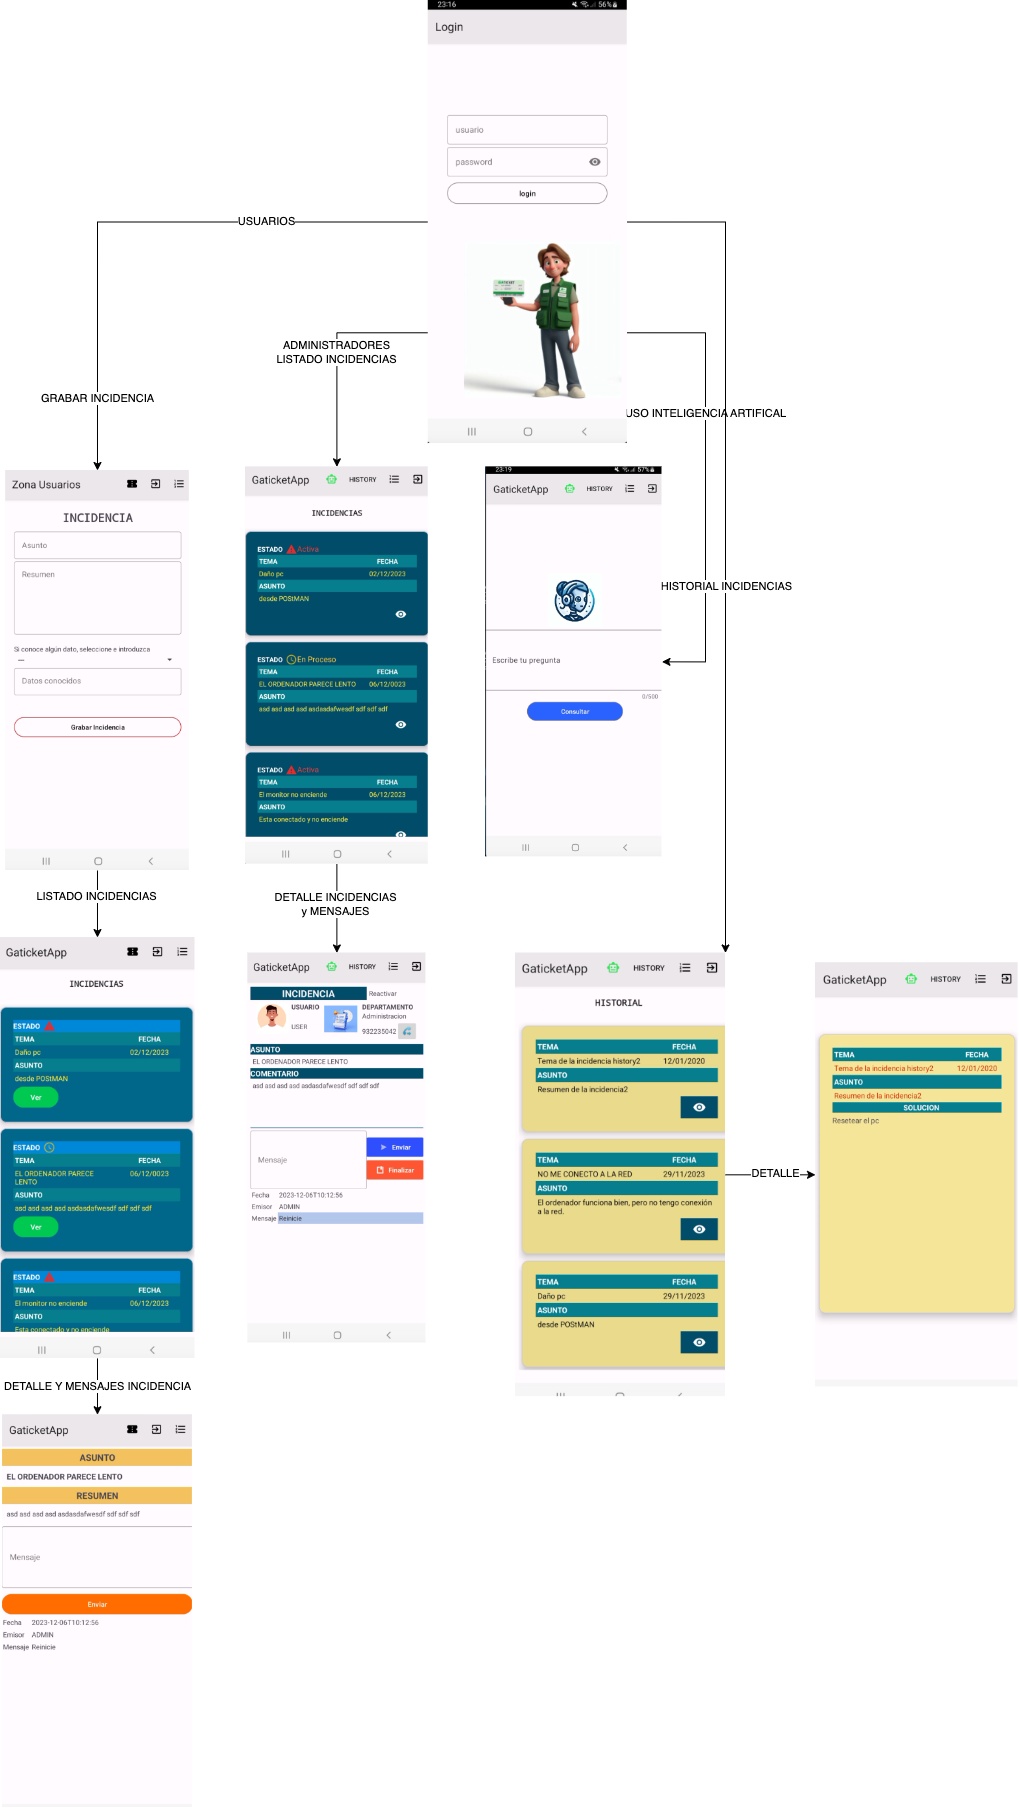 23:16
56%
Login
usuario
password
login
USUARIOS
ADMINISTRADORES
LISTADO INCIDENCIAS
GRABAR INCIDENCIA
USO INTELIGENCIA ARTIFICAL
HISTORIAL INCIDENCIAS
Zona Usuarios
INCIDENCIA
Asunto
Resumen
Si conoce algún dato, seleccione e introduzca
---
Datos conocidos
Grabar Incidencia
GaticketApp
HISTORY
INCIDENCIAS
ESTADO Activa
TEMA FECHA
Daño pc 02/12/2023
ASUNTO
desde POStMAN
ESTADO En Proceso
TEMA FECHA
EL ORDENADOR PARECE LENTO 06/12/0023
ASUNTO
asd asd asd asd asdasdafwesdf sdf sdf sdf
ESTADO Activa
TEMA FECHA
El monitor no enciende 06/12/2023
ASUNTO
Esta conectado y no enciende
23:19
57%
GaticketApp
HISTORY
Escribe tu pregunta
0/500
Consultar
LISTADO INCIDENCIAS
DETALLE INCIDENCIAS
y MENSAJES
GaticketApp
INCIDENCIAS
ESTADO
TEMA FECHA
Daño pc 02/12/2023
ASUNTO
desde POStMAN
Ver
ESTADO
TEMA FECHA
EL ORDENADOR PARECE 06/12/0023
LENTO
ASUNTO
asd asd asd asd asdasdafwesdf sdf sdf sdf
Ver
ESTADO
TEMA FECHA
El monitor no enciende 06/12/2023
ASUNTO
Esta conectado y no enciende
GaticketApp
HISTORY
INCIDENCIA Reactivar
USUARIO DEPARTAMENTO
Administracion
USER 932235042
ASUNTO
EL ORDENADOR PARECE LENTO
COMENTARIO
asd asd asd asd asdasdafwesdf sdf sdf sdf
Mensaje
Enviar
Finalizar
Fecha 2023-12-06T10:12:56
Emisor ADMIN
Mensaje Reinicie
GaticketApp
HISTORY
HISTORIAL
TEMA FECHA
Tema de la incidencia history2 12/01/2020
ASUNTO
Resumen de la incidencia2
TEMA FECHA
NO ME CONECTO A LA RED 29/11/2023
ASUNTO
El ordenador funciona bien, pero no tengo conexión
a la red.
TEMA FECHA
Daño pc 29/11/2023
ASUNTO
desde POStMAN
DETALLE
GaticketApp
HISTORY
TEMA FECHA
Tema de la incidencia history2 12/01/2020
ASUNTO
Resumen de la incidencia2
SOLUCION
Resetear el pc
DETALLE Y MENSAJES INCIDENCIA
GaticketApp
ASUNTO
EL ORDENADOR PARECE LENTO
RESUMEN
asd asd asd asd asdasdafwesdf sdf sdf sdf
Mensaje
Enviar
Fecha 2023-12-06T10:12:56
Emisor ADMIN
Mensaje Reinicie